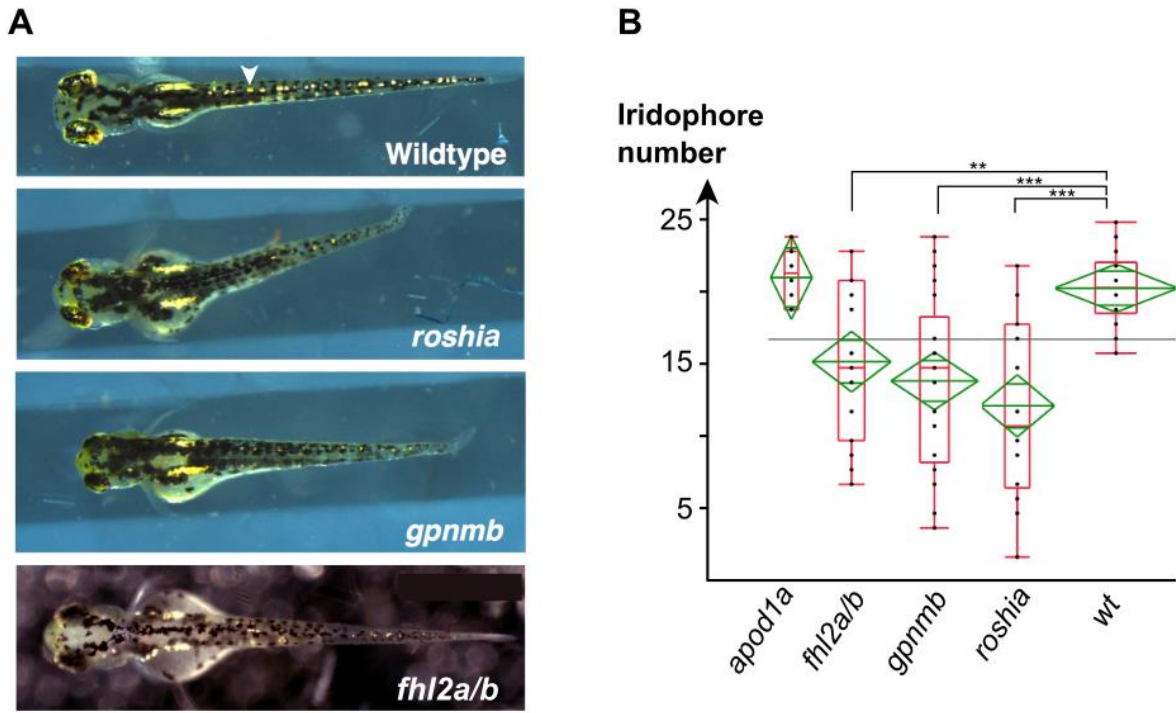 A
Wildtype
roshia
gpnmb
fhl2a/b
B
Iridophore
number
**
***
***
25
15
5
apod1a
fhl2a/b
gpnmb
roshia
wt